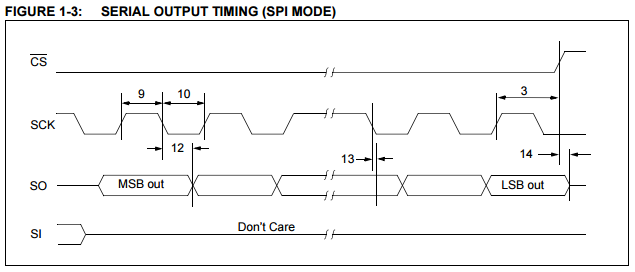 FIGURE 1-3: SERIAL OUTPUT TIMING (SPI MODE)
CS
9 10 3
SCK
12 13 14
SO MSB out LSB out
SI Don't Care